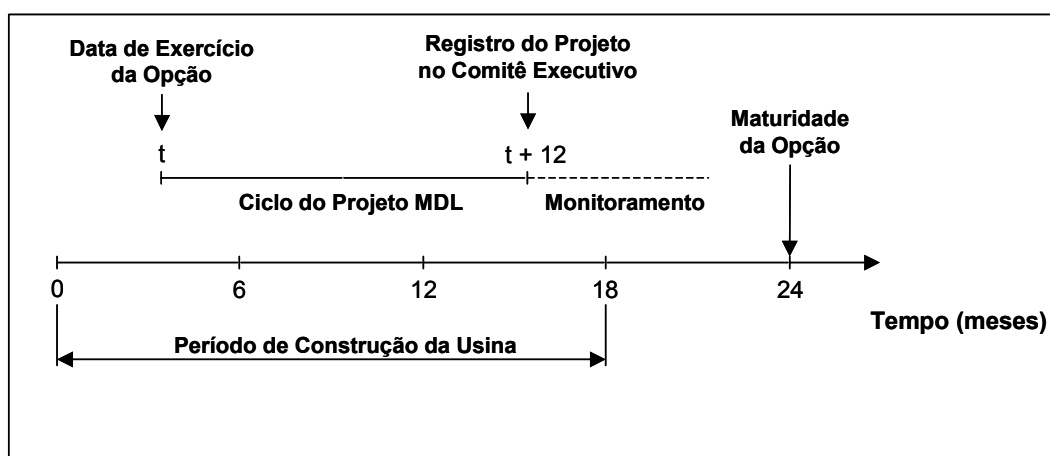 Data de Exercício
da Opção
Registro do Projeto
no Comitê Executivo
Maturidade
da Opção
t
t + 12
Ciclo do Projeto MDL
Monitoramento
0
6
12
18
24
Tempo (meses)
Período de Construção da Usina